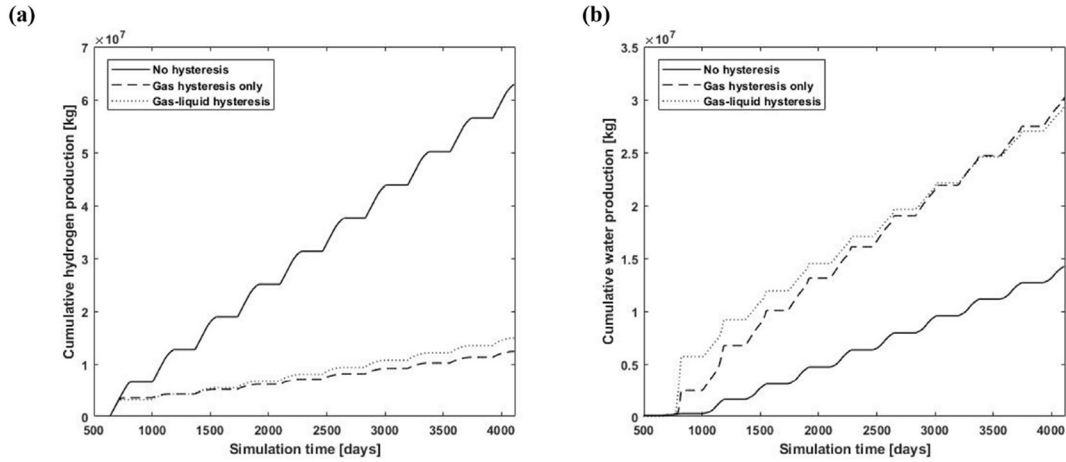 (a)
×10^7
7
6
5
4
3
2
1
0
Cumulative hydrogen production [kg]
No hysteresis
Gas hysteresis only
Gas-liquid hysteresis
500 1000 1500 2000 2500 3000 3500 4000
Simulation time [days]
(b)
×10^7
3.5
3
2.5
2
1.5
1
0.5
0
Cumulative water production [kg]
No hysteresis
Gas hysteresis only
Gas-liquid hysteresis
500 1000 1500 2000 2500 3000 3500 4000
Simulation time [days]